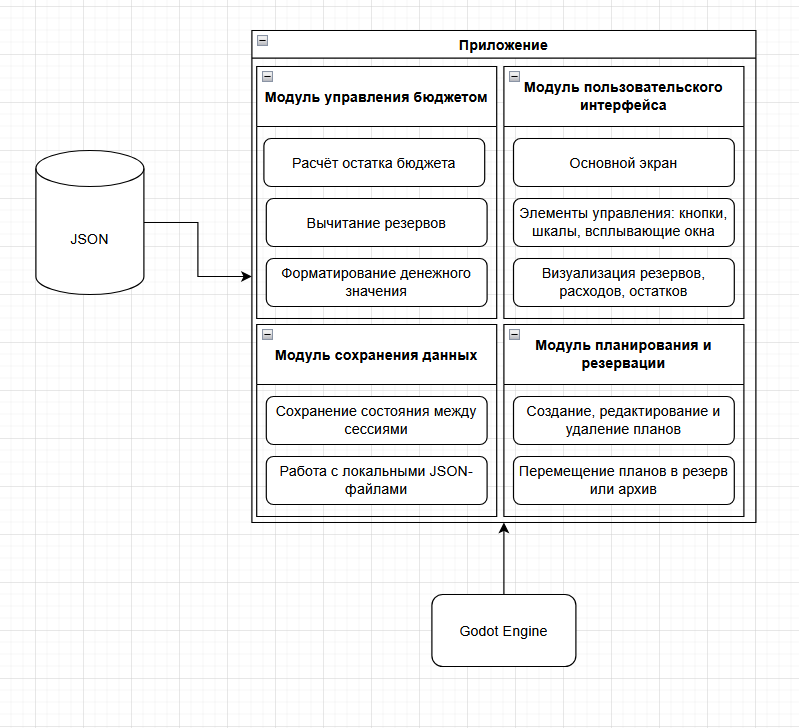 Приложение
Модуль управления бюджетом
Расчёт остатка бюджета
Вычитание резервов
Форматирование денежного
значения
Модуль пользовательского
интерфейса
Основной экран
Элементы управления: кнопки,
шкалы, всплывающие окна
Визуализация резервов,
расходов, остатков
JSON
Модуль сохранения данных
Сохранение состояния между
сессиями
Работа с локальными JSON-
файлами
Модуль планирования и
резервации
Создание, редактирование и
удаление планов
Перемещение планов в резерв
или архив
Godot Engine